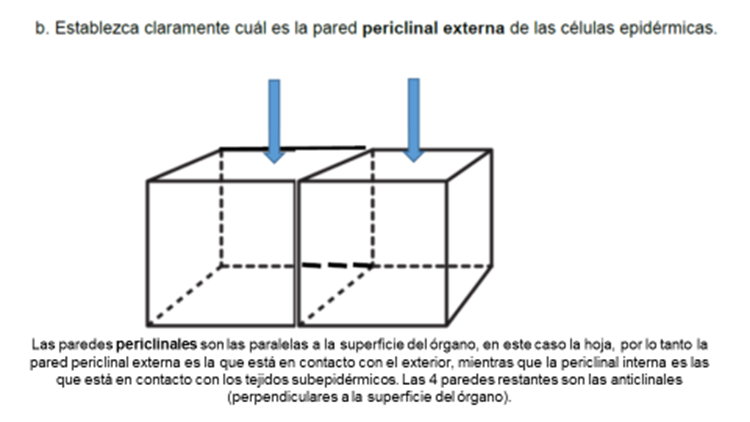 b. Establezca claramente cuál es la pared periclinal externa de las células epidérmicas.
Las paredes periclinales son las paralelas a la superficie del órgano, en este caso la hoja, por lo tanto la
pared periclinal externa es la que está en contacto con el exterior, mientras que la periclinal interna es las
que está en contacto con los tejidos subepidérmicos. Las 4 paredes restantes son las anticlinales
(perpendiculares a la superficie del órgano).